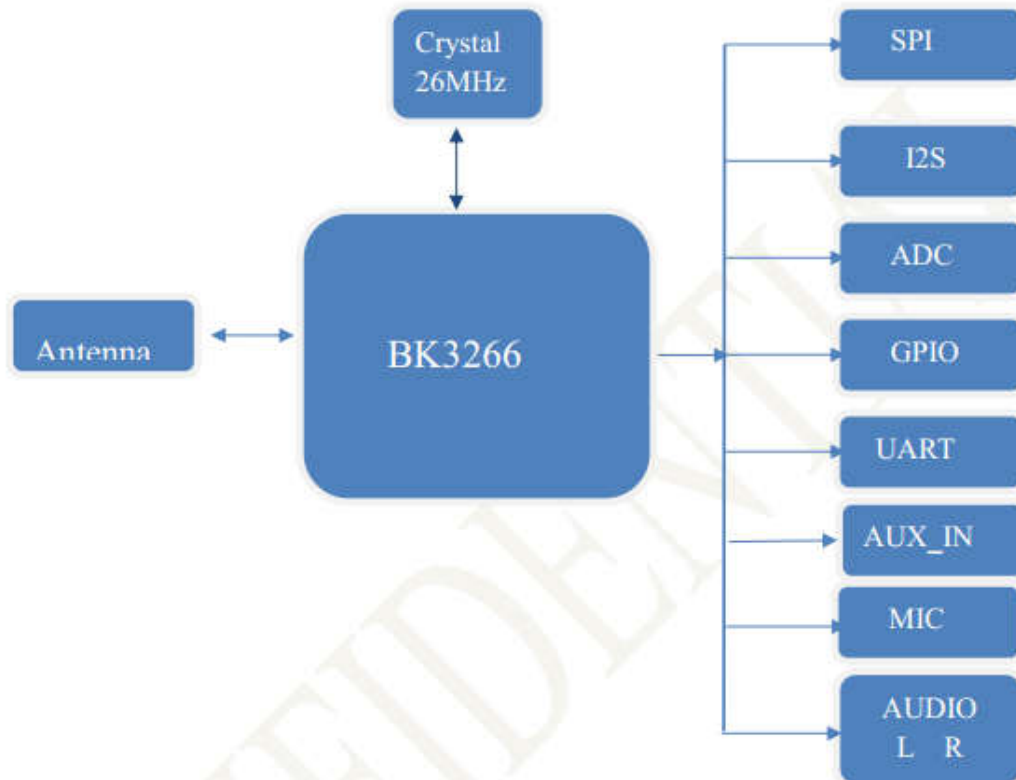 Crystal
26MHz
SPI
I2S
ADC
Antenna
BK3266
GPIO
UART
AUX_IN
MIC
AUDIO
L R